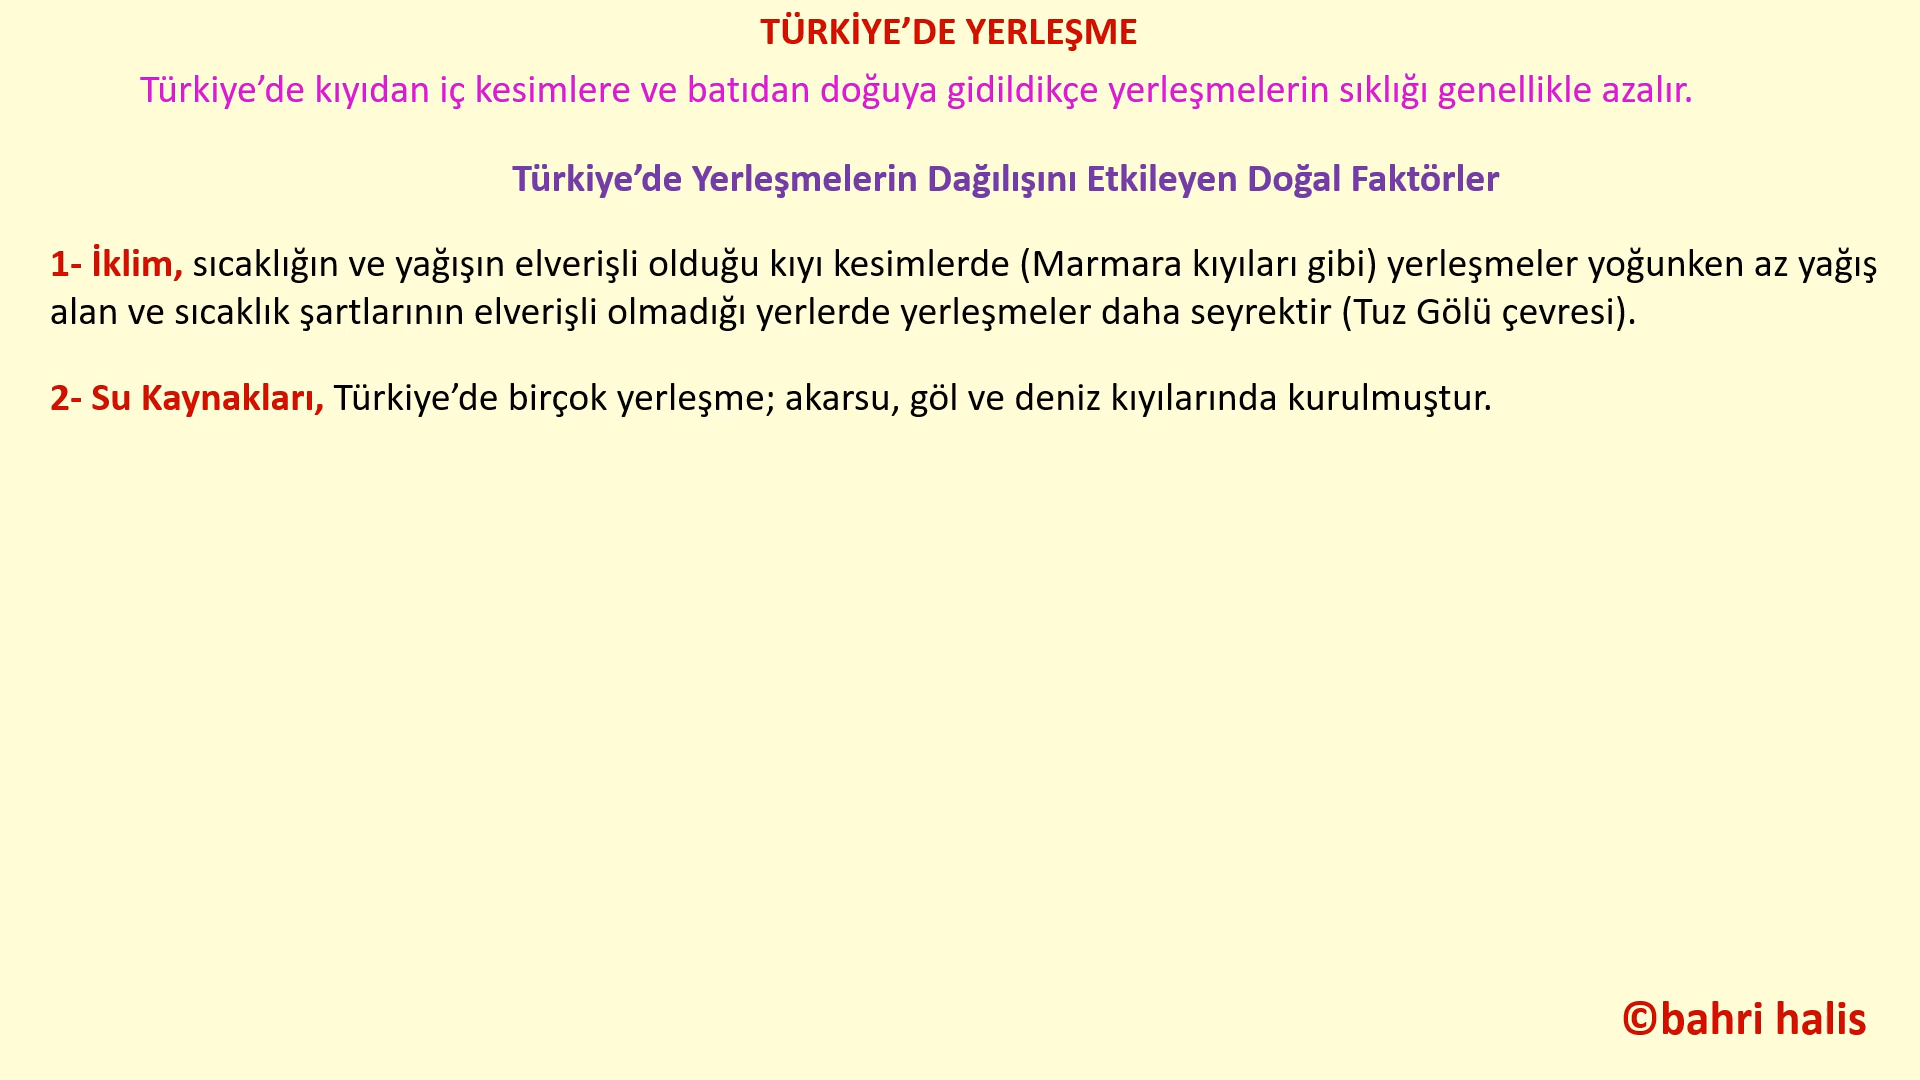 TÜRKİYE’DE YERLEŞME
Türkiye’de kıyıdan iç kesimlere ve batıdan doğuya gidildikçe yerleşmelerin sıklığı genellikle azalır.
Türkiye’de Yerleşmelerin Dağılışını Etkileyen Doğal Faktörler
1- İklim, sıcaklığın ve yağışın elverişli olduğu kıyı kesimlerde (Marmara kıyıları gibi) yerleşmeler yoğunken az yağış
alan ve sıcaklık şartlarının elverişli olmadığı yerlerde yerleşmeler daha seyrektir (Tuz Gölü çevresi).
2- Su Kaynakları, Türkiye’de birçok yerleşme; akarsu, göl ve deniz kıyılarında kurulmuştur.
©bahri halis